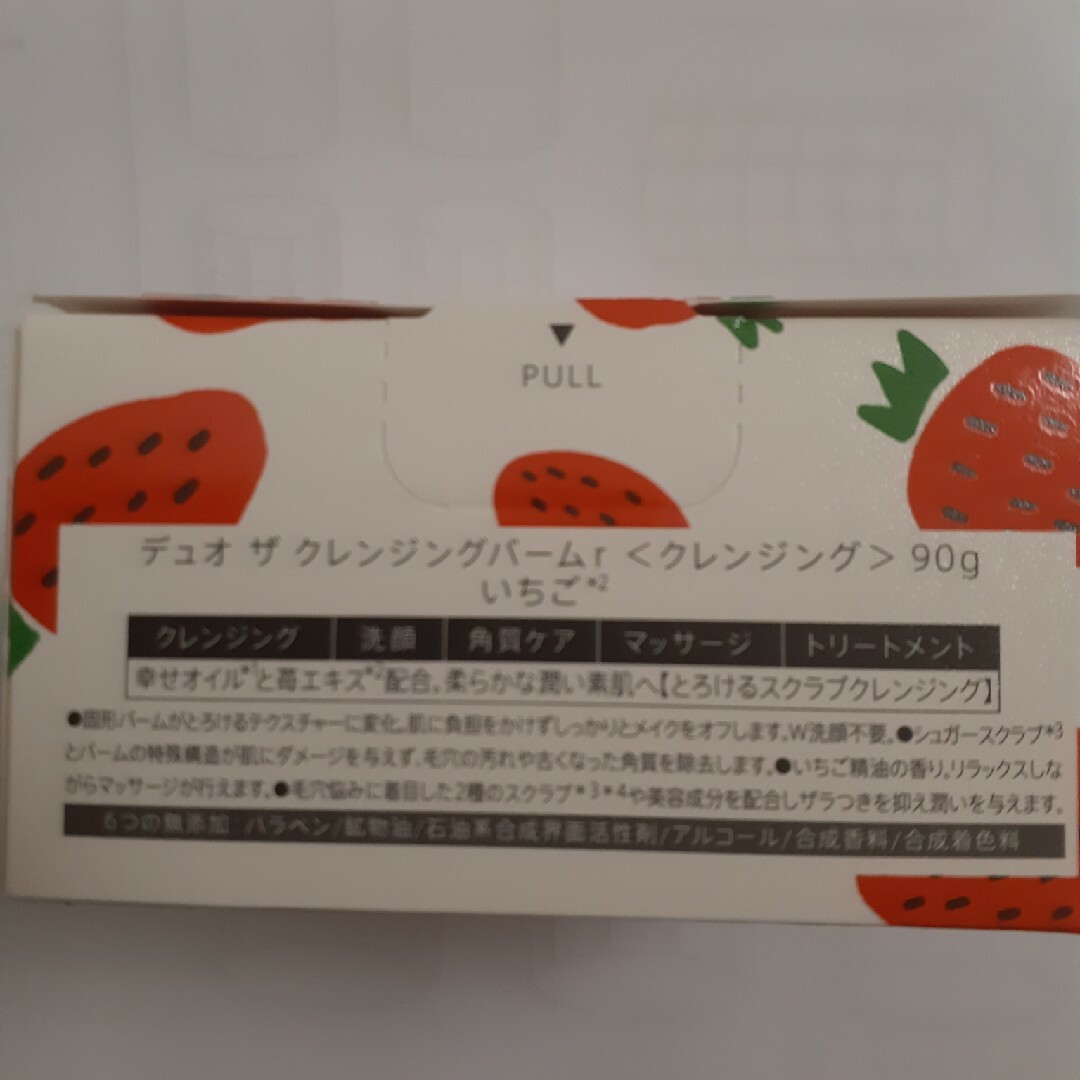 ▼
PULL
デュオ ザ クレンジングバームr ＜クレンジング＞ 90g
いちご*2
クレンジング 洗顔 角質ケア マッサージ トリートメント
幸せオイル*1と苺エキス*2配合。柔らかな潤い素肌へ【とろけるスクラブクレンジング】
●固形バームがとろけるテクスチャーに変化。肌に負担をかけずしっかりとメイクをオフします。W洗顔不要。●シュガースクラブ*3
とバームの特殊構造が肌にダメージを与えず、毛穴の汚れや古くなった角質を除去します。●いちご精油の香り。リラックスしな
がらマッサージが行えます。●毛穴悩みに着目した2種のスクラブ*3*4や美容成分を配合しザラつきを抑え潤いを与えます。
6つの無添加:パラベン/鉱物油/石油系合成界面活性剤/アルコール/合成香料/合成着色料